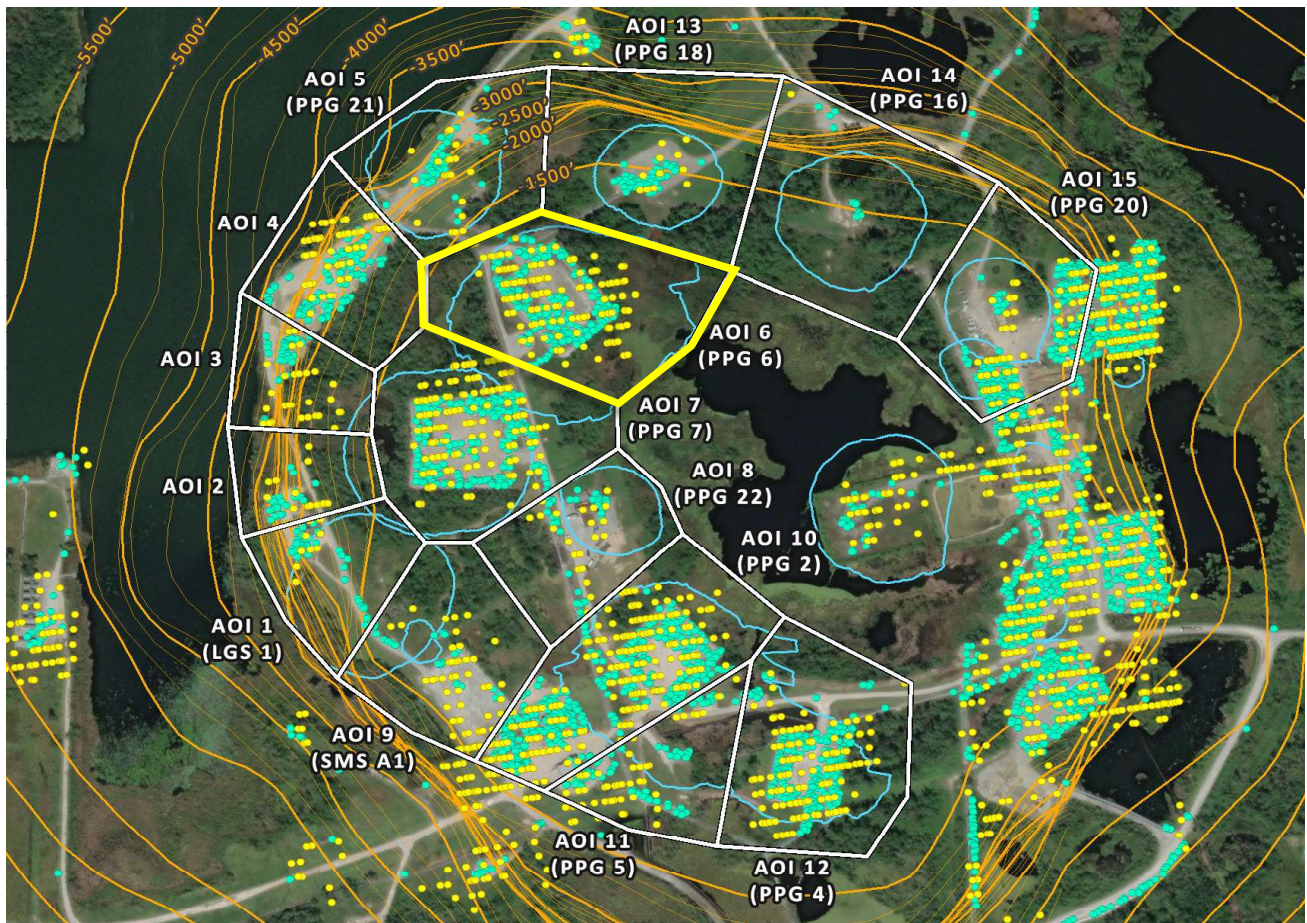 -5500'
-5000'
-4500'
-4000'
-3500'
-3000'
-2500'
-2000'
-1500'
AOI 13
(PPG 18)
AOI 5
(PPG 21)
AOI 14
(PPG 16)
AOI 15
(PPG 20)
AOI 4
AOI 3
AOI 6
(PPG 6)
AOI 7
(PPG 7)
AOI 2
AOI 8
(PPG 22)
AOI 10
(PPG 2)
AOI 1
(LGS 1)
AOI 9
(SMS A1)
AOI 11
(PPG 5)
AOI 12
(PPG 4)